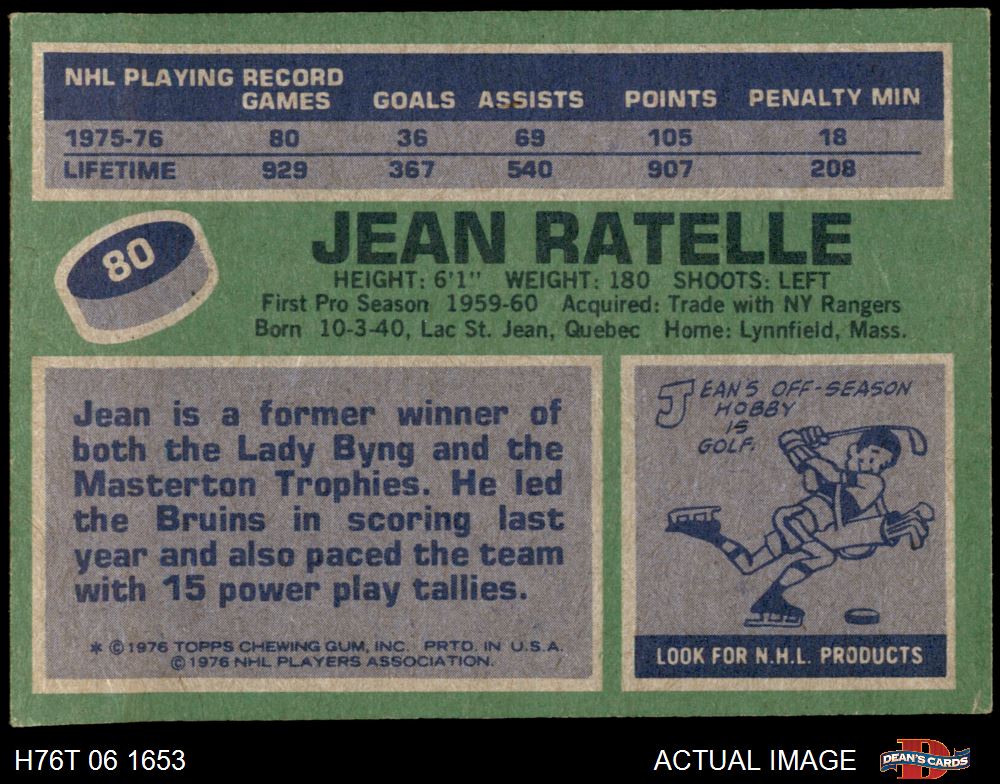 NHL PLAYING RECORD
GAMES GOALS ASSISTS POINTS PENALTY MIN
1975-76 80 36 69 105 18
LIFETIME 929 367 540 907 208
80
JEAN RATELLE
HEIGHT: 6'1" WEIGHT: 180 SHOOTS: LEFT
First Pro Season 1959-60 Acquired: Trade with NY Rangers
Born 10-3-40, Lac St. Jean, Quebec Home: Lynnfield, Mass.
Jean is a former winner of
both the Lady Byng and the
Masterton Trophies. He led
the Bruins in scoring last
year and also paced the team
with 15 power play tallies.
* © 1976 TOPPS CHEWING GUM, INC. PRTD. IN U.S.A.
© 1976 NHL PLAYERS ASSOCIATION.
JEAN'S OFF-SEASON
HOBBY
IS
GOLF.
LOOK FOR N.H.L. PRODUCTS
H76T 06 1653 ACTUAL IMAGE
D
DEAN'S CARDS